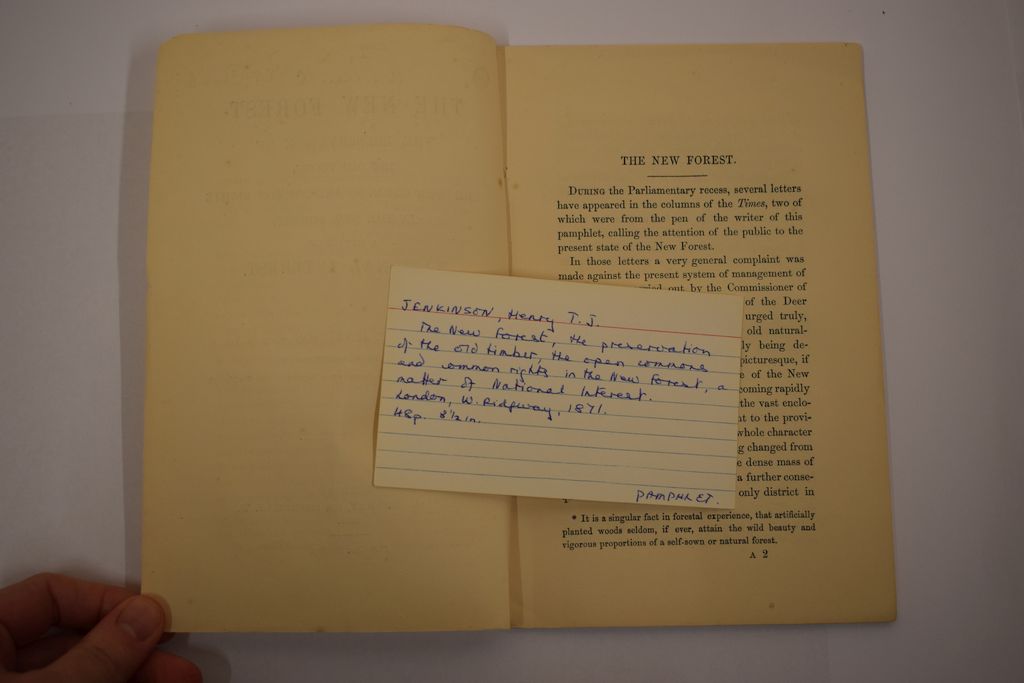 THE NEW FOREST.
THE NEW FOREST.
DURING the Parliamentary recess, several letters
have appeared in the columns of the Times, two of
which were from the pen of the writer of this
pamphlet, calling the attention of the public to the
present state of the New Forest.
In those letters a very general complaint was
made against the present system of management of
out by the Commissioner of
of the Deer
urged truly,
old natural-
being de-
picturesque, if
of the New
coming rapidly
the vast enclo-
to the provi-
whole character
changed from
dense mass of
a further conse-
only district in
* It is a singular fact in forestal experience, that artificially
planted woods seldom, if ever, attain the wild beauty and
vigorous proportions of a self-sown or natural forest.
A 2
JENKINSON, Henry T. J.
The New Forest, the preservation
of the old timber, the open commons
and common rights in the New Forest, a
matter of National Interest.
London, W. Ridgway, 1871.
48p. 8½in.
PAMPHLET.